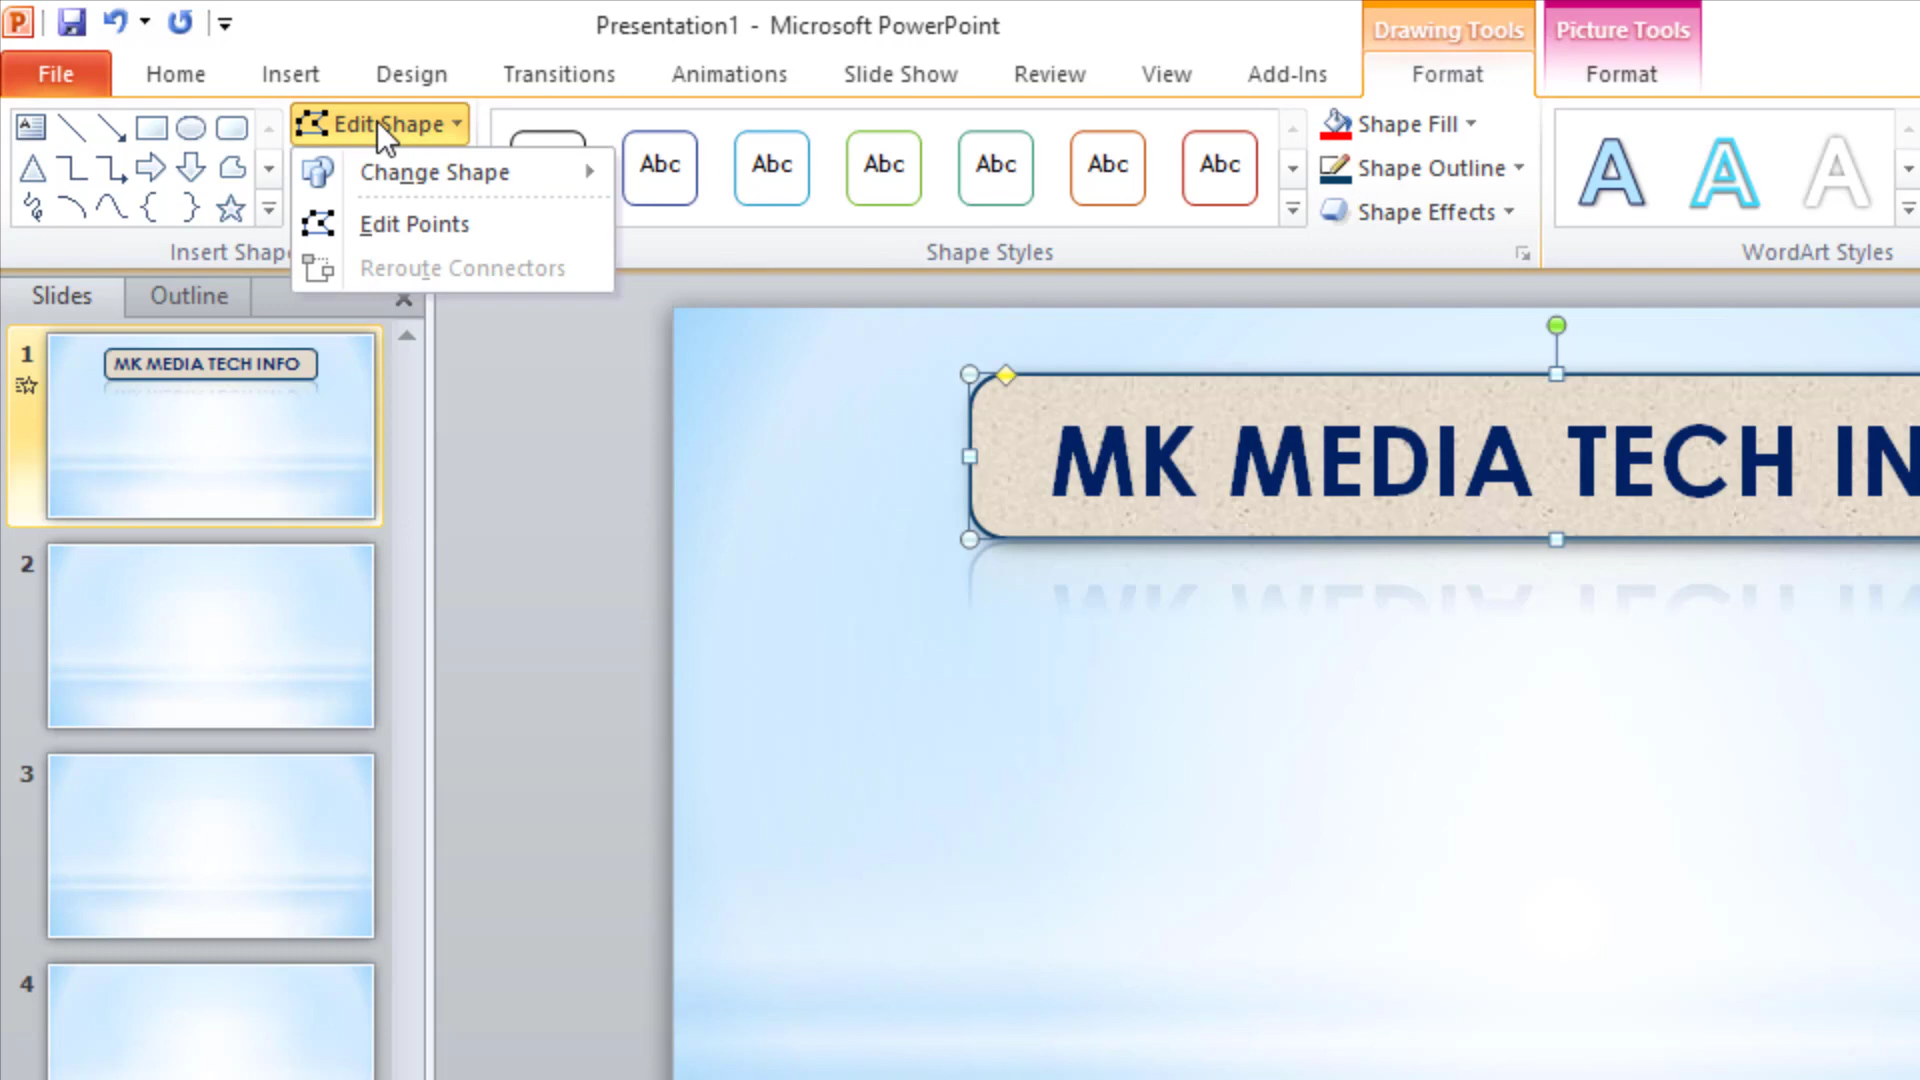 Presentation1 - Microsoft PowerPoint
Drawing Tools
Picture Tools
File
Home
Insert
Design
Transitions
Animations
Slide Show
Review
View
Add-Ins
Format
Format
Edit Shape
Change Shape
Edit Points
Reroute Connectors
Abc
Abc
Abc
Abc
Abc
Abc
Shape Fill
Shape Outline
Shape Effects
A
A
A
Insert Shap
Shape Styles
WordArt Styles
Slides
Outline
1
MK MEDIA TECH INFO
2
3
4
MK MEDIA TECH IN